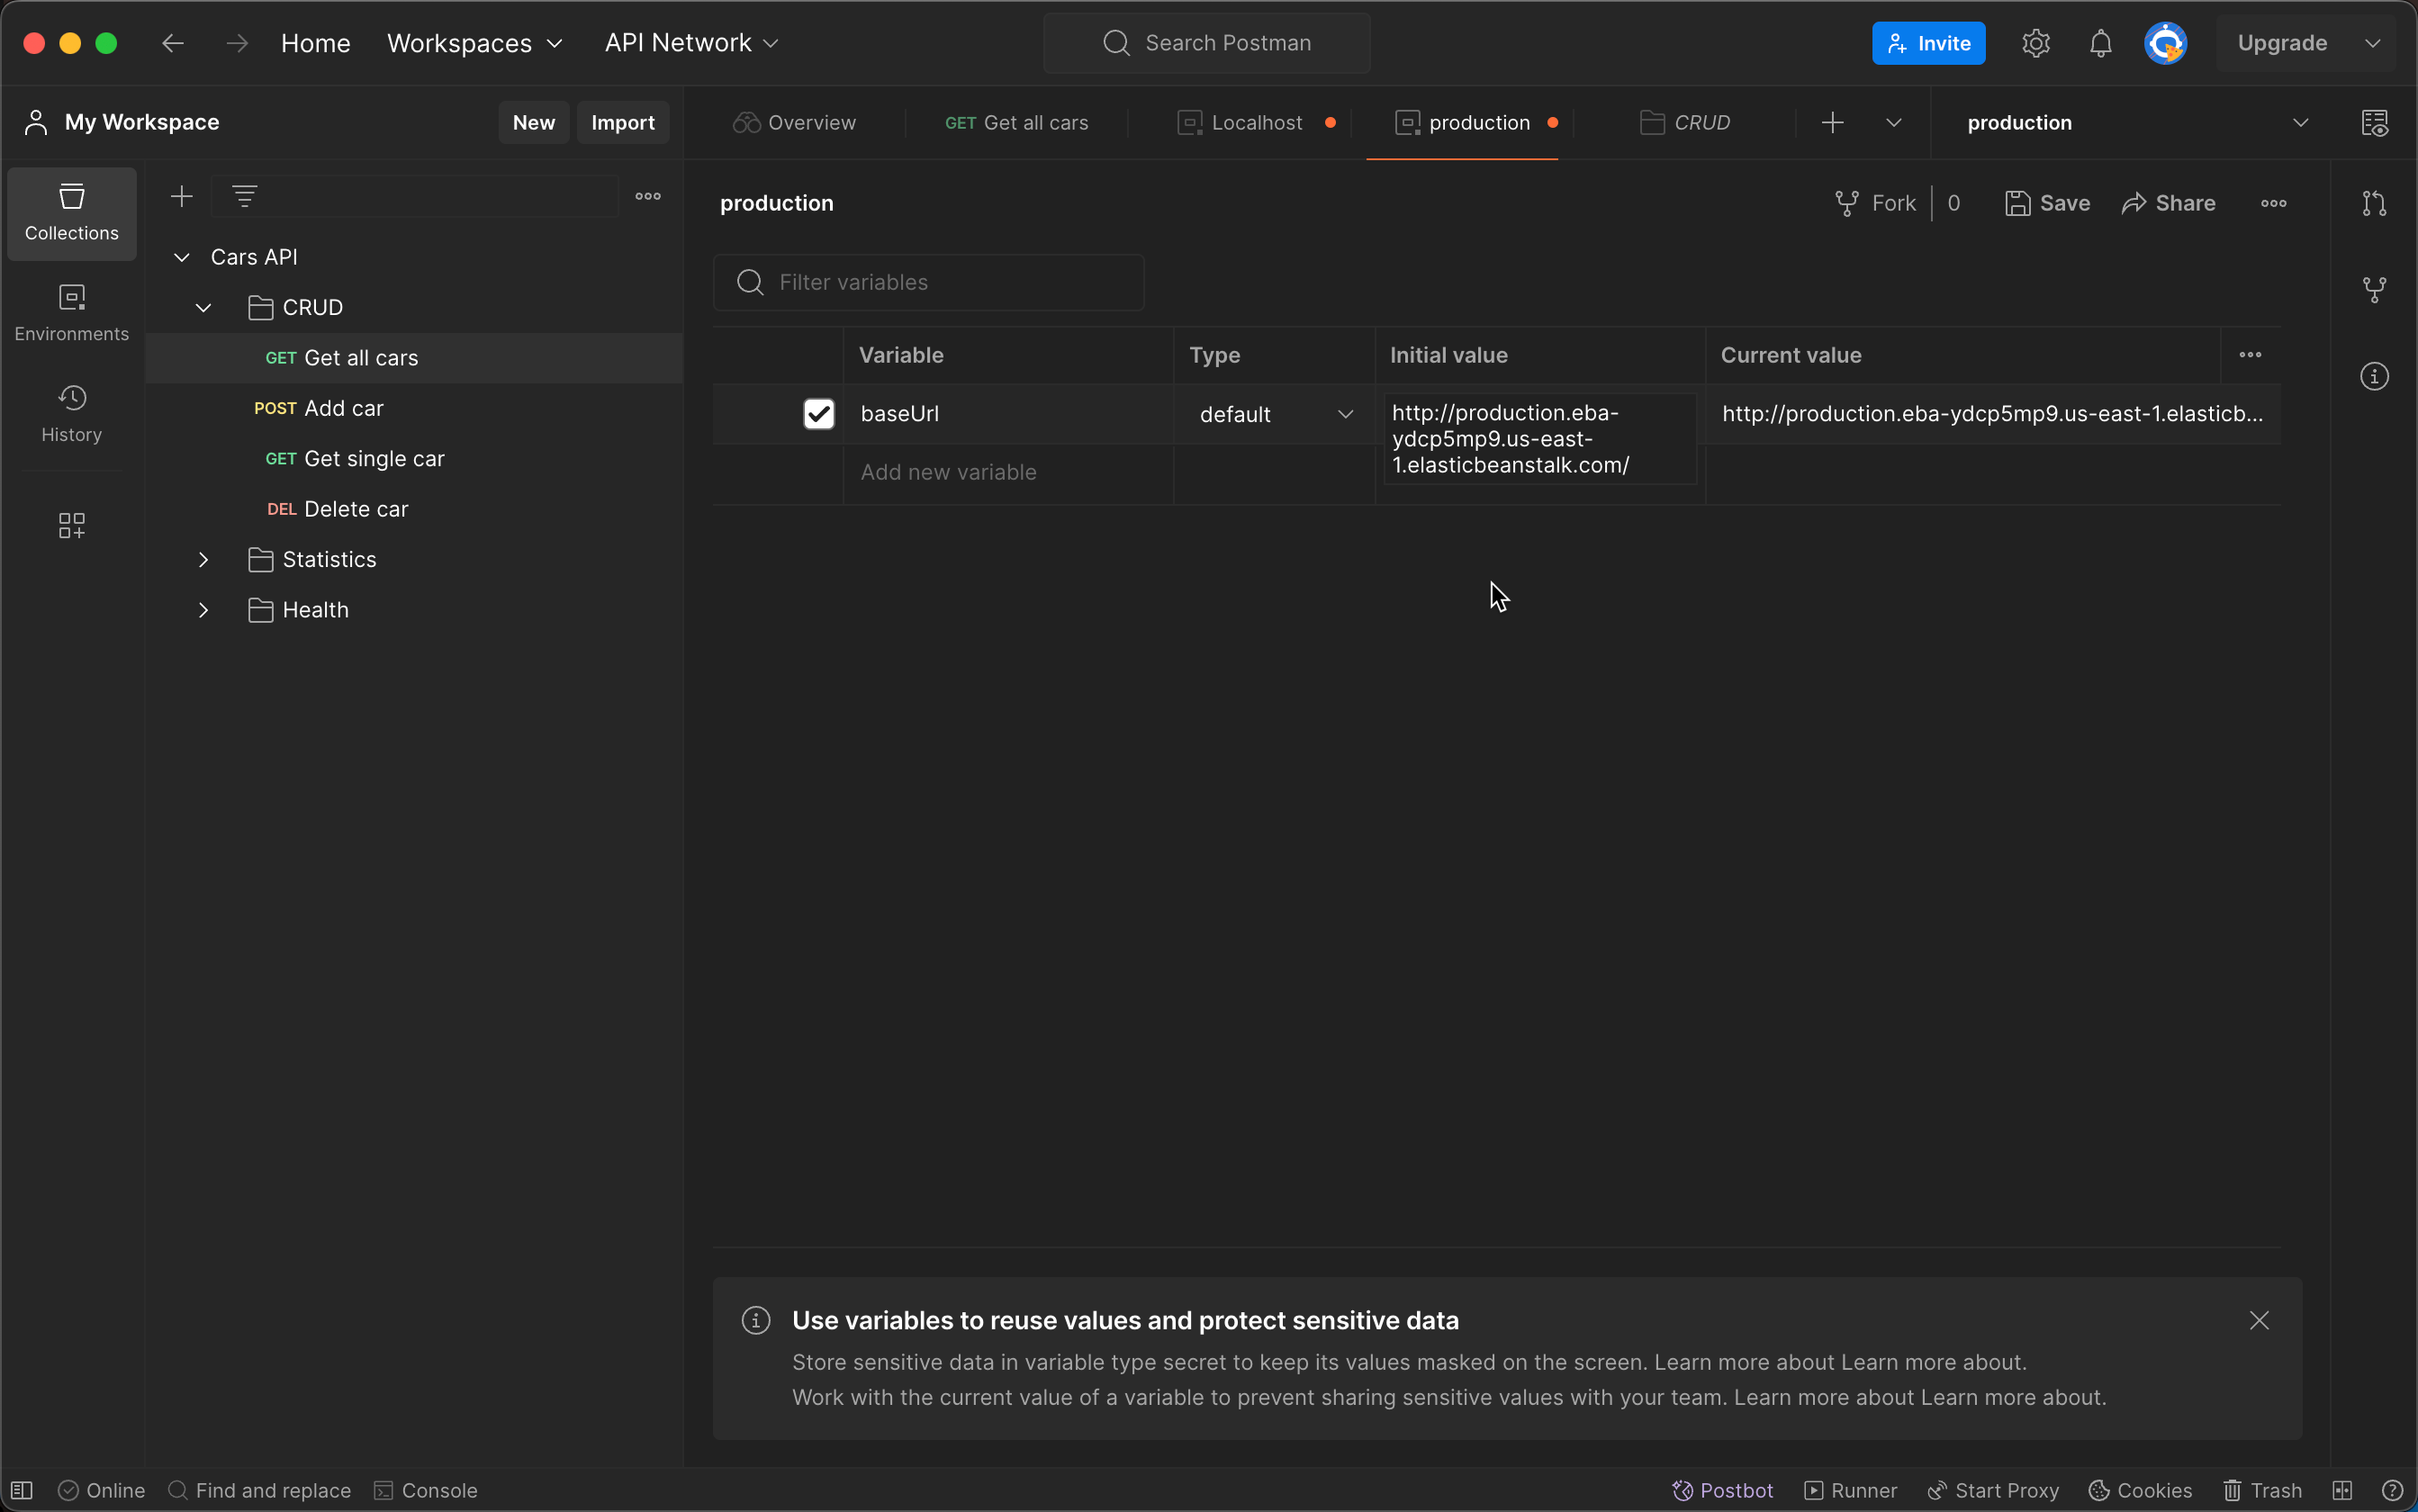 Home Workspaces API Network Search Postman Invite Upgrade
My Workspace New Import Overview GET Get all cars Localhost production CRUD production
Collections
Environments
History
Cars API
CRUD
GET Get all cars
POST Add car
GET Get single car
DEL Delete car
Statistics
Health
production Fork 0 Save Share
Filter variables
Variable Type Initial value Current value
baseUrl default http://production.eba-
ydcp5mp9.us-east-
1.elasticbeanstalk.com/
http://production.eba-ydcp5mp9.us-east-1.elasticb...
Add new variable
Use variables to reuse values and protect sensitive data
Store sensitive data in variable type secret to keep its values masked on the screen. Learn more about Learn more about.
Work with the current value of a variable to prevent sharing sensitive values with your team. Learn more about Learn more about.
Online Find and replace Console Postbot Runner Start Proxy Cookies Trash